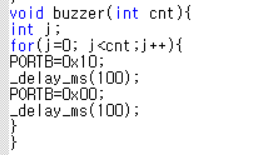 void buzzer(int cnt){
int j;
for(j=0; j<cnt;j++){
PORTB=0x10;
_delay_ms(100);
PORTB=0x00;
_delay_ms(100);
}
}